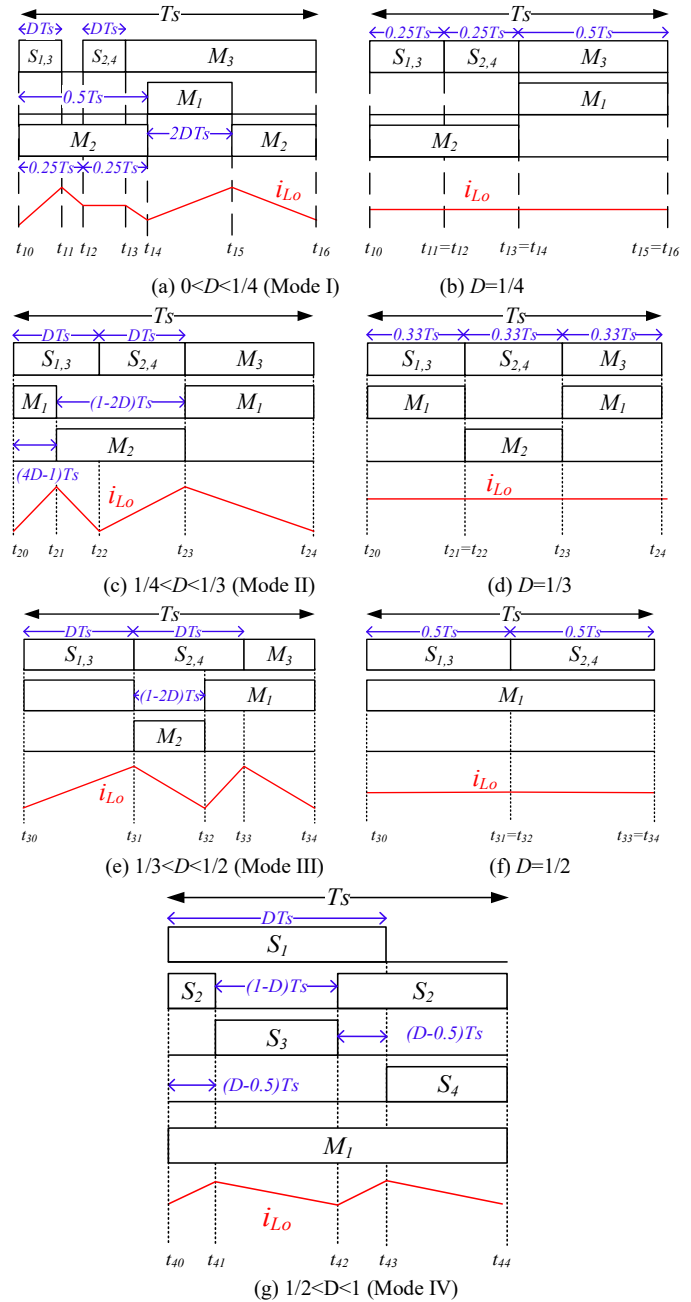 Ts Ts
DTs DTs 0.25Ts 0.25Ts 0.5Ts
S1,3 S2,4 M3 S1,3 S2,4 M3
0.5Ts M1 M1
M2 2DTs M2 M2
0.25Ts 0.25Ts
iLo iLo
t10 t11 t12 t13 t14 t15 t16 t10 t11=t12 t13=t14 t15=t16
(a) 0<D<1/4 (Mode I) (b) D=1/4
Ts Ts
DTs DTs 0.33Ts 0.33Ts 0.33Ts
S1,3 S2,4 M3 S1,3 S2,4 M3
M1 (1-2D)Ts M1 M1 M1
M2 M2
(4D-1)Ts iLo iLo
t20 t21 t22 t23 t24 t20 t21=t22 t23 t24
(c) 1/4<D<1/3 (Mode II) (d) D=1/3
Ts Ts
DTs DTs 0.5Ts 0.5Ts
S1,3 S2,4 M3 S1,3 S2,4
(1-2D)Ts M1 M1
M2
iLo iLo
t30 t31 t32 t33 t34 t30 t31=t32 t33=t34
(e) 1/3<D<1/2 (Mode III) (f) D=1/2
Ts
DTs
S1
S2 (1-D)Ts S2
S3 (D-0.5)Ts
(D-0.5)Ts S4
M1
iLo
t40 t41 t42 t43 t44
(g) 1/2<D<1 (Mode IV)